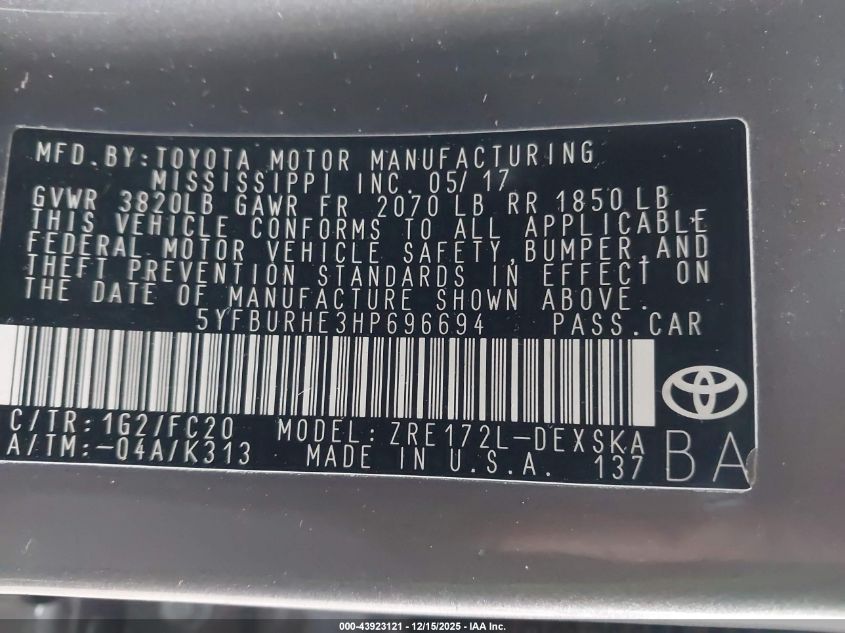 MFD.BY:TOYOTA MOTOR MANUFACTURING
MISSISSIPPI INC. 05/17
GVWR 3820LB GAWR FR 2070 LB RR 1850 LB
THIS VEHICLE CONFORMS TO ALL APPLICABLE
FEDERAL MOTOR VEHICLE SAFETY,BUMPER,AND
THEFT PREVENTION STANDARDS IN EFFECT ON
THE DATE OF MANUFACTURE SHOWN ABOVE.
5YFBURHE3HP696694 PASS.CAR
C/TR:1G2/FC20 MODEL:ZRE172L-DEXSKA
A/TM:-04A/K313 MADE IN U.S.A. 137 BA
000-43923121 - 12/15/2025 - IAA Inc.